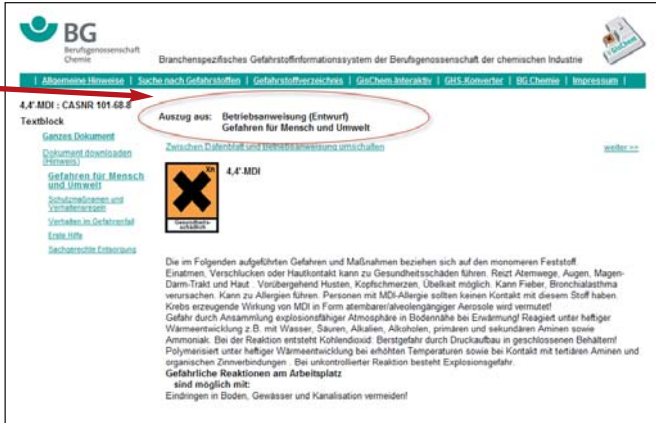 BG
Berufsgenossenschaft
Chemie
Branchenspezifisches Gefahrstoffinformationssystem der Berufsgenossenschaft der chemischen Industrie
GisChem
| Allgemeine Hinweise | Suche nach Gefahrstoffen | Gefahrstoffverzeichnis | GisChem-Interaktiv | GHS-Konverter | BG Chemie | Impressum |
4,4'-MDI : CASNR 101-68-8
Textblock
Ganzes Dokument
Dokument downloaden
(Hinweis)
Gefahren für Mensch
und Umwelt
Schutzmaßnahmen und
Verhaltensregeln
Verhalten im Gefahrenfall
Erste Hilfe
Sachgerechte Entsorgung
Auszug aus: Betriebsanweisung (Entwurf)
Gefahren für Mensch und Umwelt
Zwischen Datenblatt und Betriebsanweisung umschalten
weiter >>
Xn
Gesundheits-
schädlich
4,4'-MDI
Die im Folgenden aufgeführten Gefahren und Maßnahmen beziehen sich auf den monomeren Feststoff.
Einatmen, Verschlucken oder Hautkontakt kann zu Gesundheitsschäden führen. Reizt Atemwege, Augen, Magen-
Darm-Trakt und Haut . Vorübergehend Husten, Kopfschmerzen, Übelkeit möglich. Kann Fieber, Bronchialasthma
verursachen. Kann zu Allergien führen. Personen mit MDI-Allergie sollten keinen Kontakt mit diesem Stoff haben.
Krebs erzeugende Wirkung von MDI in Form atembarer/alveolengängiger Aerosole wird vermutet!
Gefahr durch Ansammlung explosionsfähiger Atmosphäre in Bodennähe bei Erwärmung! Reagiert unter heftiger
Wärmeentwicklung z.B. mit Wasser, Säuren, Alkalien, Alkoholen, primären und sekundären Aminen sowie
Ammoniak. Bei der Reaktion entsteht Kohlendioxid: Berstgefahr durch Druckaufbau in geschlossenen Behältern!
Polymerisiert unter heftiger Wärmeentwicklung bei erhöhten Temperaturen sowie bei Kontakt mit tertiären Aminen und
organischen Zinnverbindungen . Bei unkontrollierter Reaktion besteht Explosionsgefahr.
Gefährliche Reaktionen am Arbeitsplatz
sind möglich mit:
Eindringen in Boden, Gewässer und Kanalisation vermeiden!